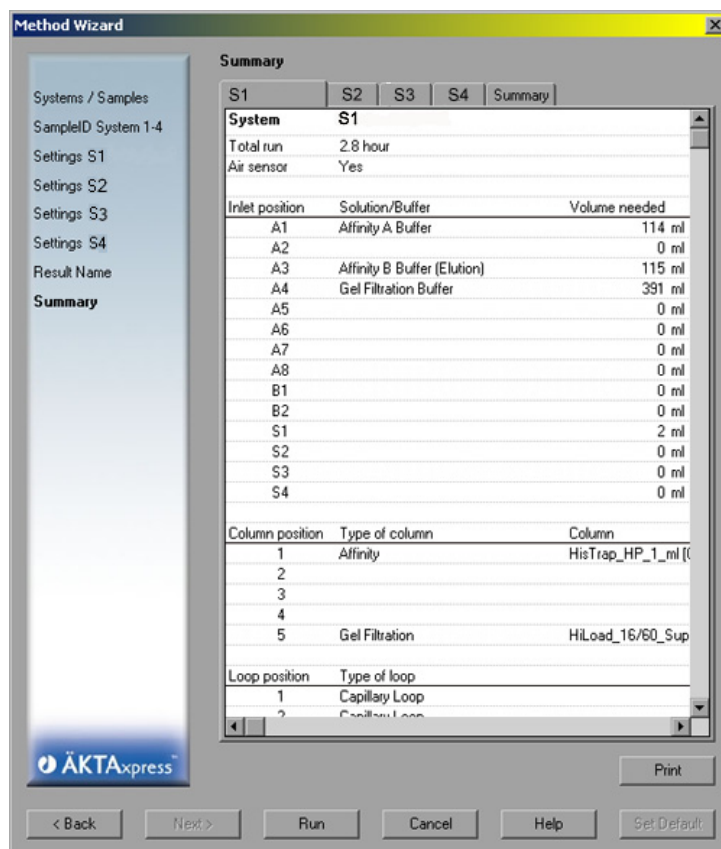 Method Wizard
Systems / Samples
SampleID System 1-4
Settings S1
Settings S2
Settings S3
Settings S4
Result Name
Summary
ÄKTAxpress™
Summary
S1 S2 S3 S4 Summary
System S1
Total run 2.8 hour
Air sensor Yes
Inlet position Solution/Buffer Volume needed
A1 Affinity A Buffer 114 ml
A2 0 ml
A3 Affinity B Buffer (Elution) 115 ml
A4 Gel Filtration Buffer 391 ml
A5 0 ml
A6 0 ml
A7 0 ml
A8 0 ml
B1 0 ml
B2 0 ml
S1 2 ml
S2 0 ml
S3 0 ml
S4 0 ml
Column position Type of column Column
1 Affinity HisTrap_HP_1_ml
2
3
4
5 Gel Filtration HiLoad_16/60_Sup
Loop position Type of loop
1 Capillary Loop
2 Capillary Loop
Print
< Back Next > Run Cancel Help Set Default